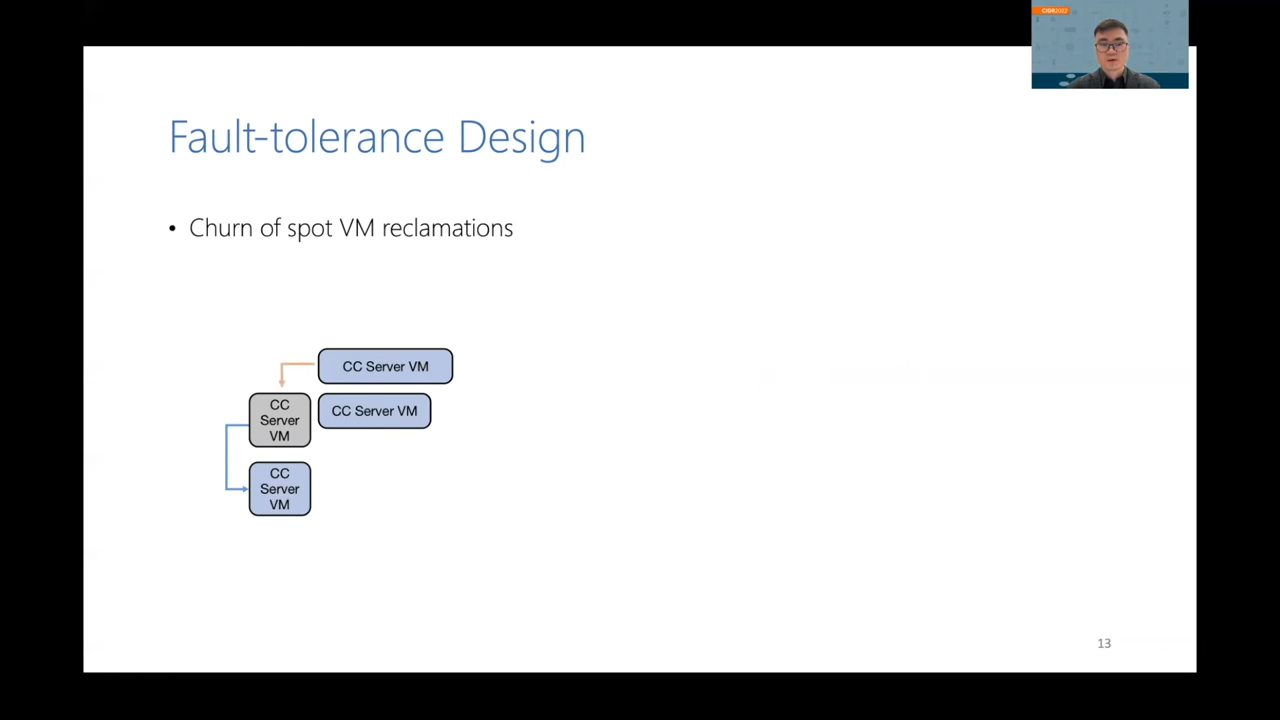 CIDR2022
Fault-tolerance Design
• Churn of spot VM reclamations
CC Server VM
CC
Server
VM
CC Server VM
CC
Server
VM
13